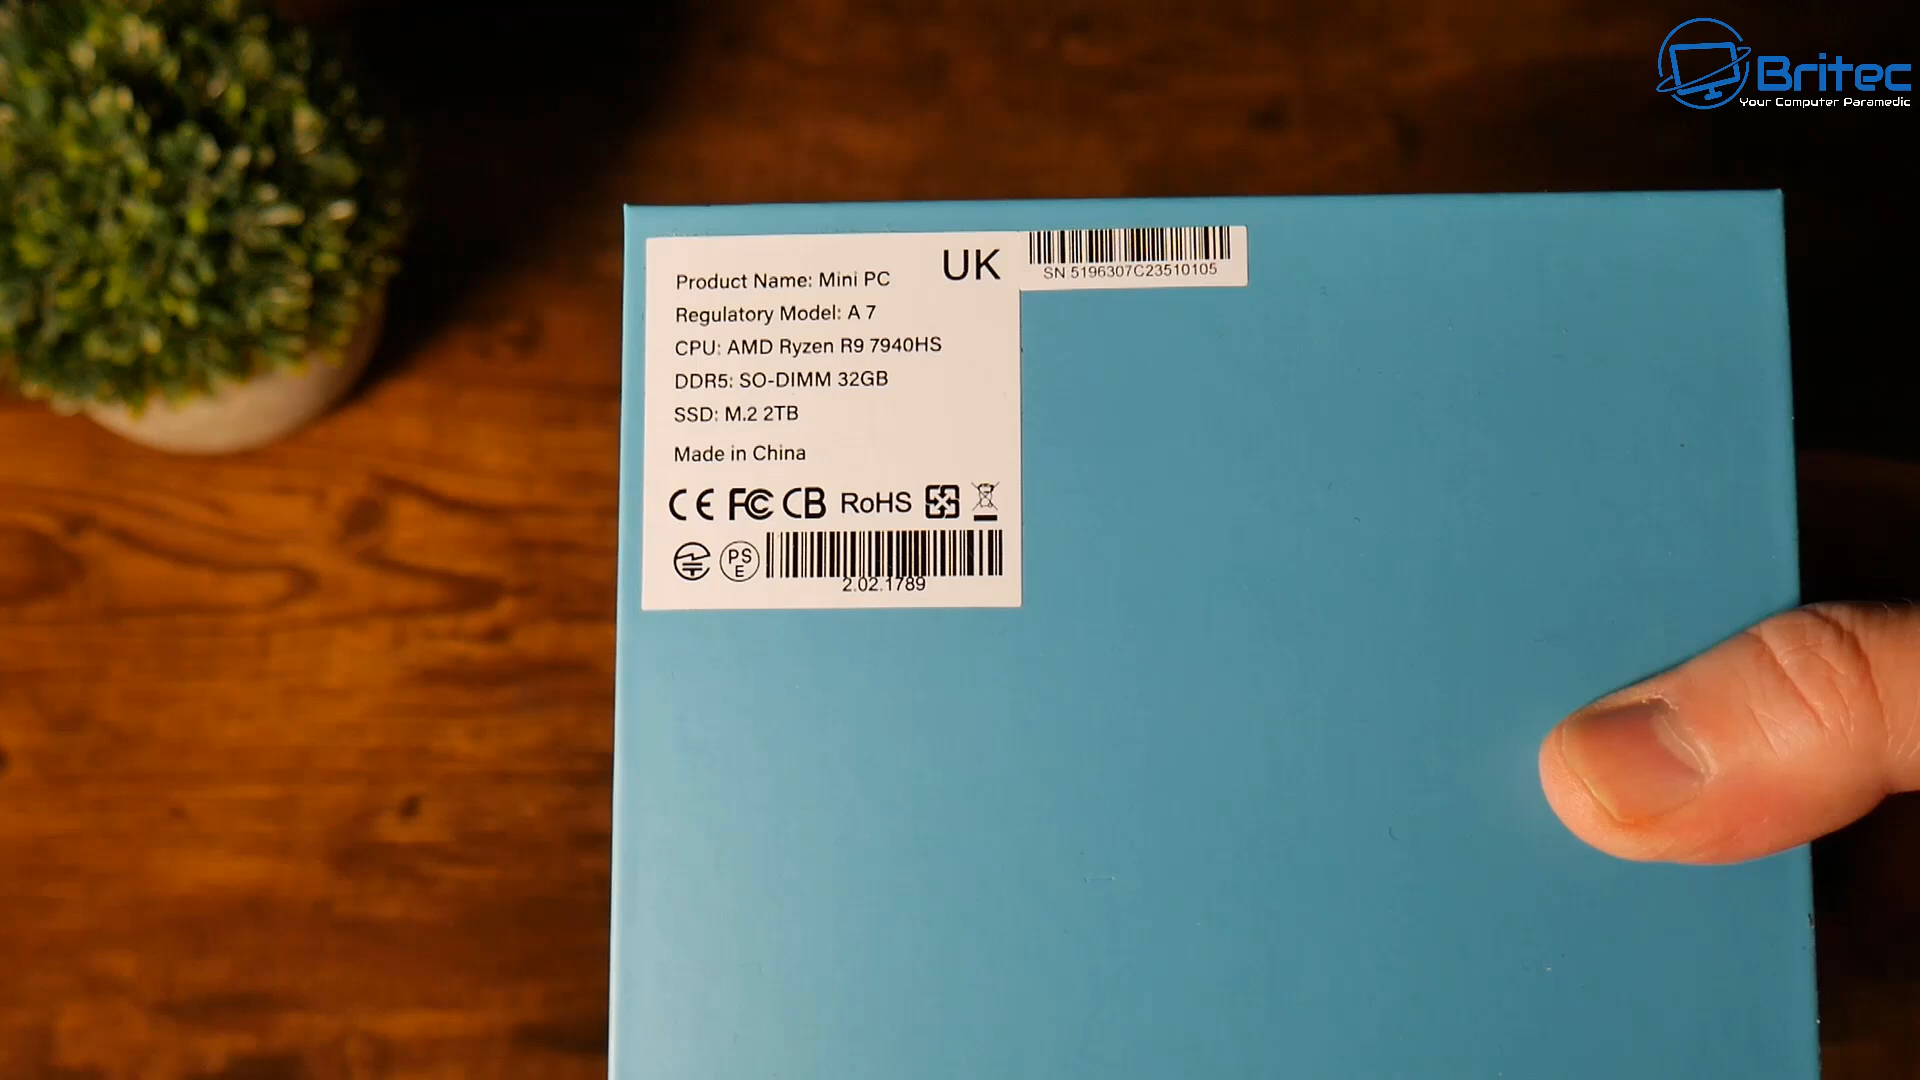 Britec
Your Computer Paramedic
UK
SN 5196307C23510105
Product Name: Mini PC
Regulatory Model: A 7
CPU: AMD Ryzen R9 7940HS
DDR5: SO-DIMM 32GB
SSD: M.2 2TB
Made in China
CE FC CB RoHS
PS
E
2.02.1789